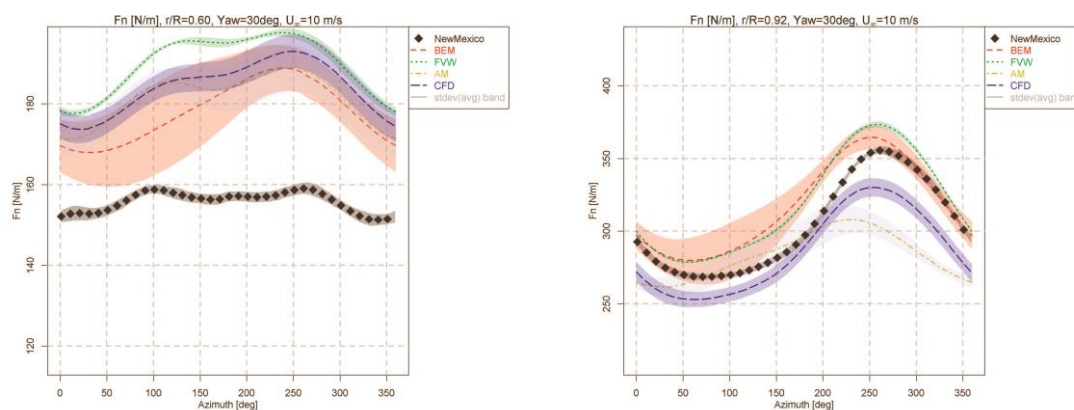 Fn [N/m], r/R=0.60, Yaw=30deg, U∞=10 m/s
NewMexico
BEM
FVW
AM
CFD
stdev(avg) band
Fn [N/m]
180
160
140
120
0 50 100 150 200 250 300 350
Azimuth [deg]
Fn [N/m], r/R=0.92, Yaw=30deg, U∞=10 m/s
NewMexico
BEM
FVW
AM
CFD
stdev(avg) band
Fn [N/m]
400
350
300
250
0 50 100 150 200 250 300 350
Azimuth [deg]